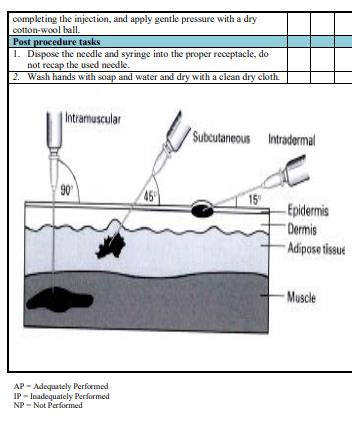 completing the injection, and apply gentle pressure with a dry
cotton-wool ball.
Post procedure tasks
1. Dispose the needle and syringe into the proper receptacle, do
not recap the used needle.
2. Wash hands with soap and water and dry with a clean dry cloth.
Intramuscular
Subcutaneous
Intradermal
90°
45°
15°
Epidermis
Dermis
Adipose tissue
Muscle
AP = Adequately Performed
IP = Inadequately Performed
NP = Not Performed